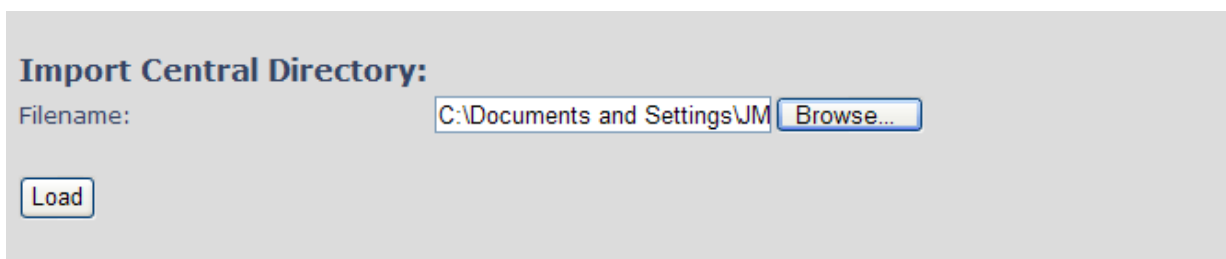 Import Central Directory:
Filename: C:\Documents and Settings\JM Browse...
Load